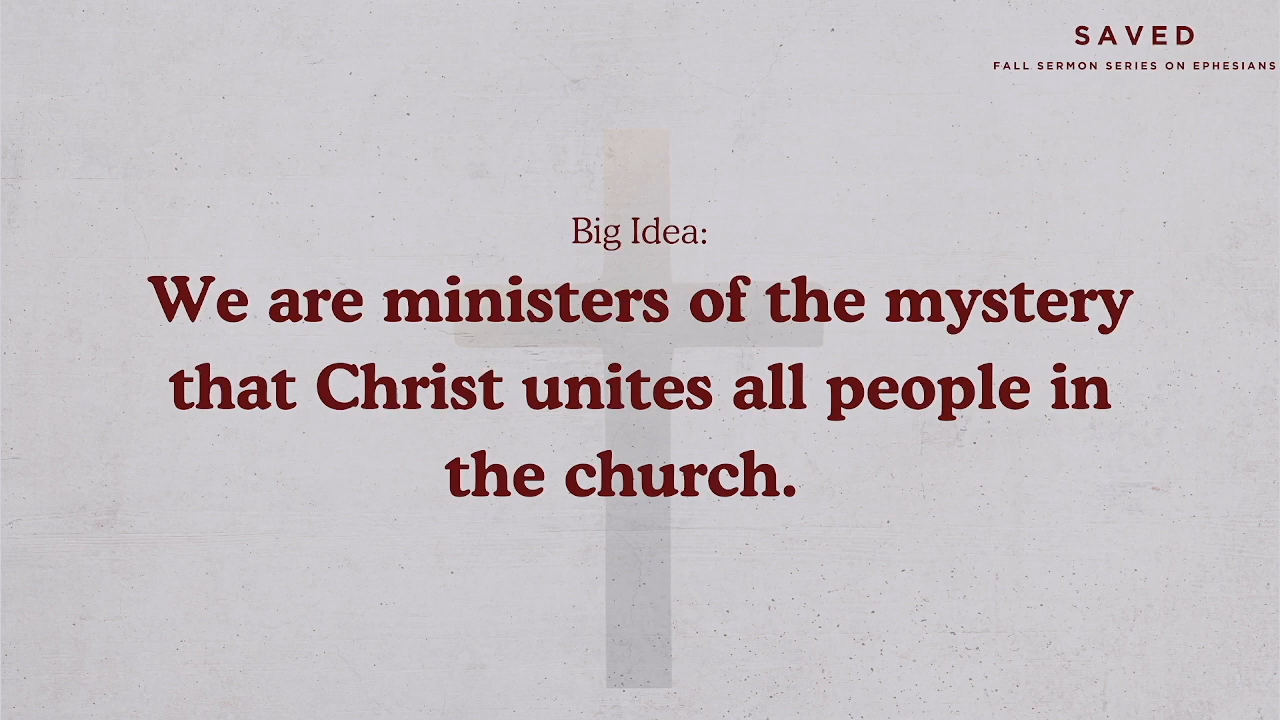 SAVED
FALL SERMON SERIES ON EPHESIANS
Big Idea:
We are ministers of the mystery
that Christ unites all people in
the church.